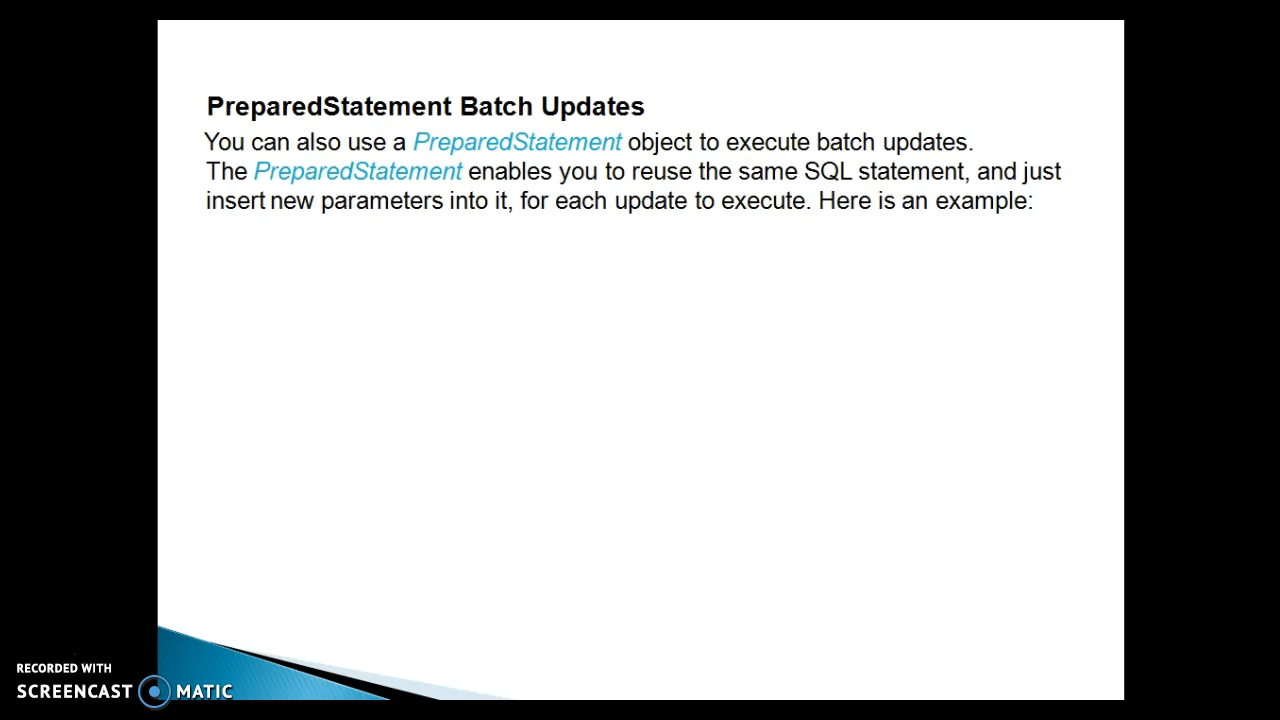 PreparedStatement Batch Updates
You can also use a PreparedStatement object to execute batch updates.
The PreparedStatement enables you to reuse the same SQL statement, and just
insert new parameters into it, for each update to execute. Here is an example:
RECORDED WITH
SCREENCAST MATIC